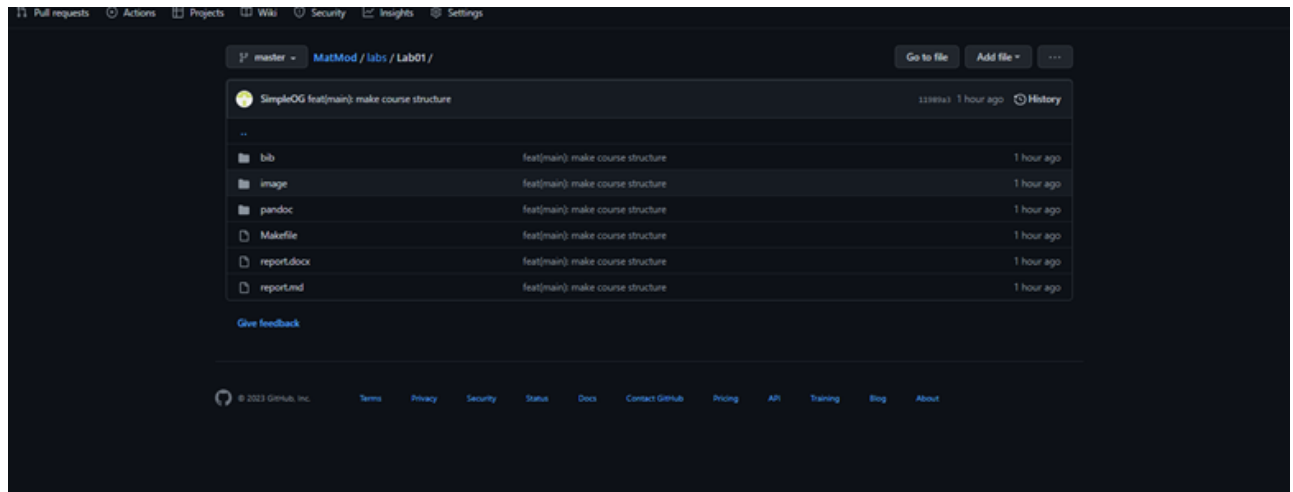 Pull requests Actions Projects Wiki Security Insights Settings
master MatMod / labs / Lab01 / Go to file Add file ...
SimpleOG feat(main): make course structure 1 hour ago History
..
bib feat(main): make course structure 1 hour ago
image feat(main): make course structure 1 hour ago
pandoc feat(main): make course structure 1 hour ago
Makefile feat(main): make course structure 1 hour ago
report.docx feat(main): make course structure 1 hour ago
report.md feat(main): make course structure 1 hour ago
Give feedback
© 2023 GitHub, Inc. Terms Privacy Security Status Docs Contact GitHub Pricing API Training Blog About